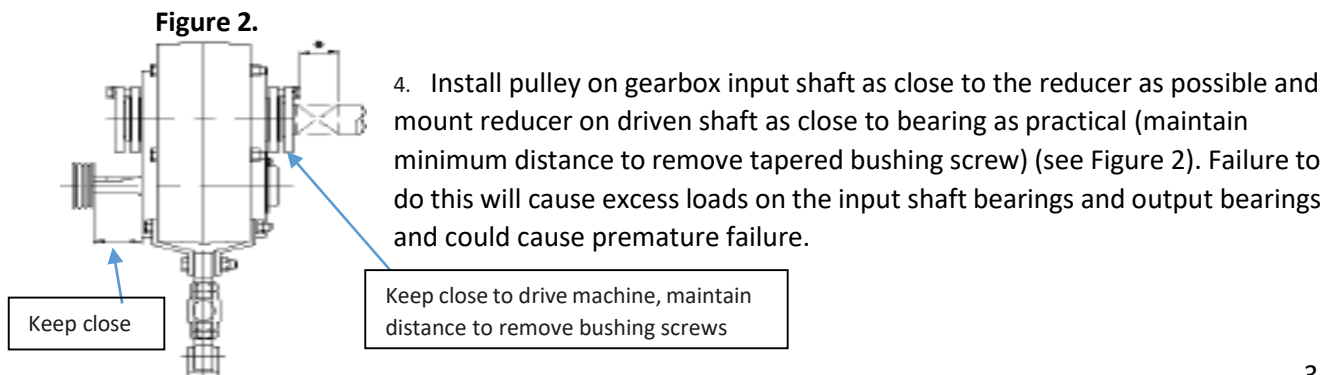 Figure 2.
4. Install pulley on gearbox input shaft as close to the reducer as possible and
mount reducer on driven shaft as close to bearing as practical (maintain
minimum distance to remove tapered bushing screw) (see Figure 2). Failure to
do this will cause excess loads on the input shaft bearings and output bearings
and could cause premature failure.
Keep close to drive machine, maintain
distance to remove bushing screws
Keep close